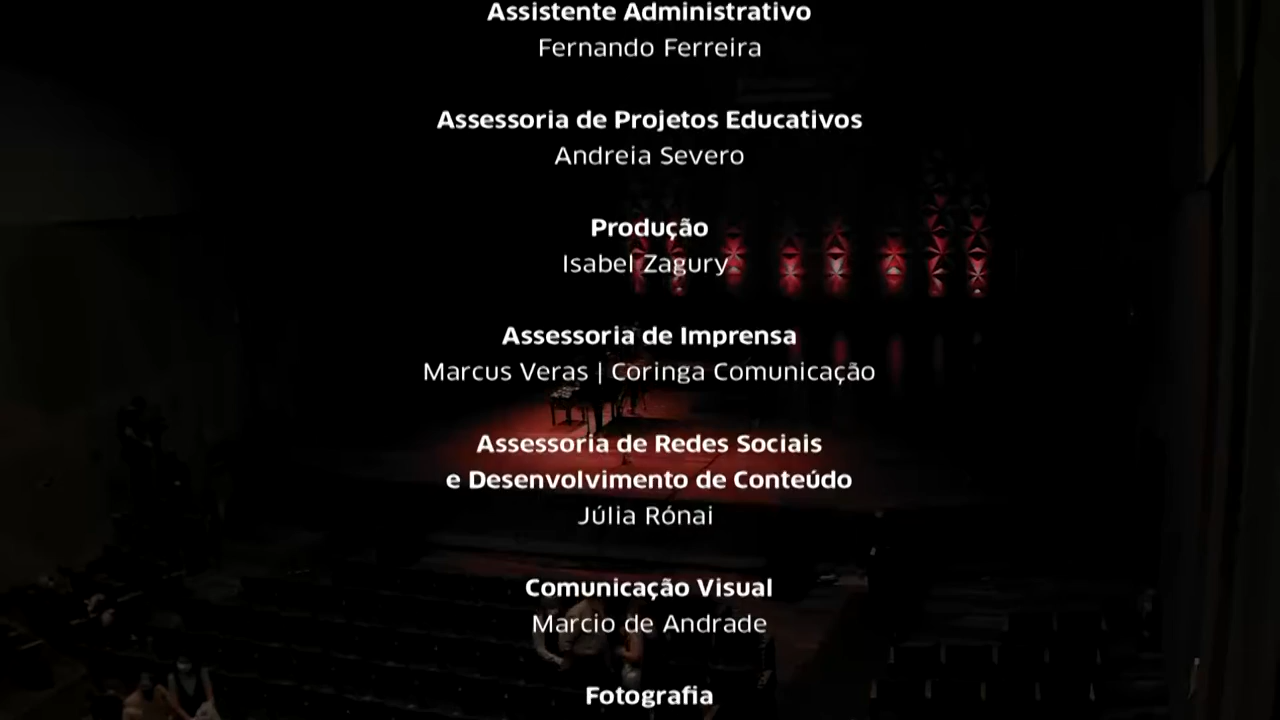 Assistente Administrativo
Fernando Ferreira
Assessoria de Projetos Educativos
Andreia Severo
Produção
Isabel Zagury
Assessoria de Imprensa
Marcus Veras | Coringa Comunicação
Assessoria de Redes Sociais
e Desenvolvimento de Conteúdo
Júlia Rónai
Comunicação Visual
Marcio de Andrade
Fotografia